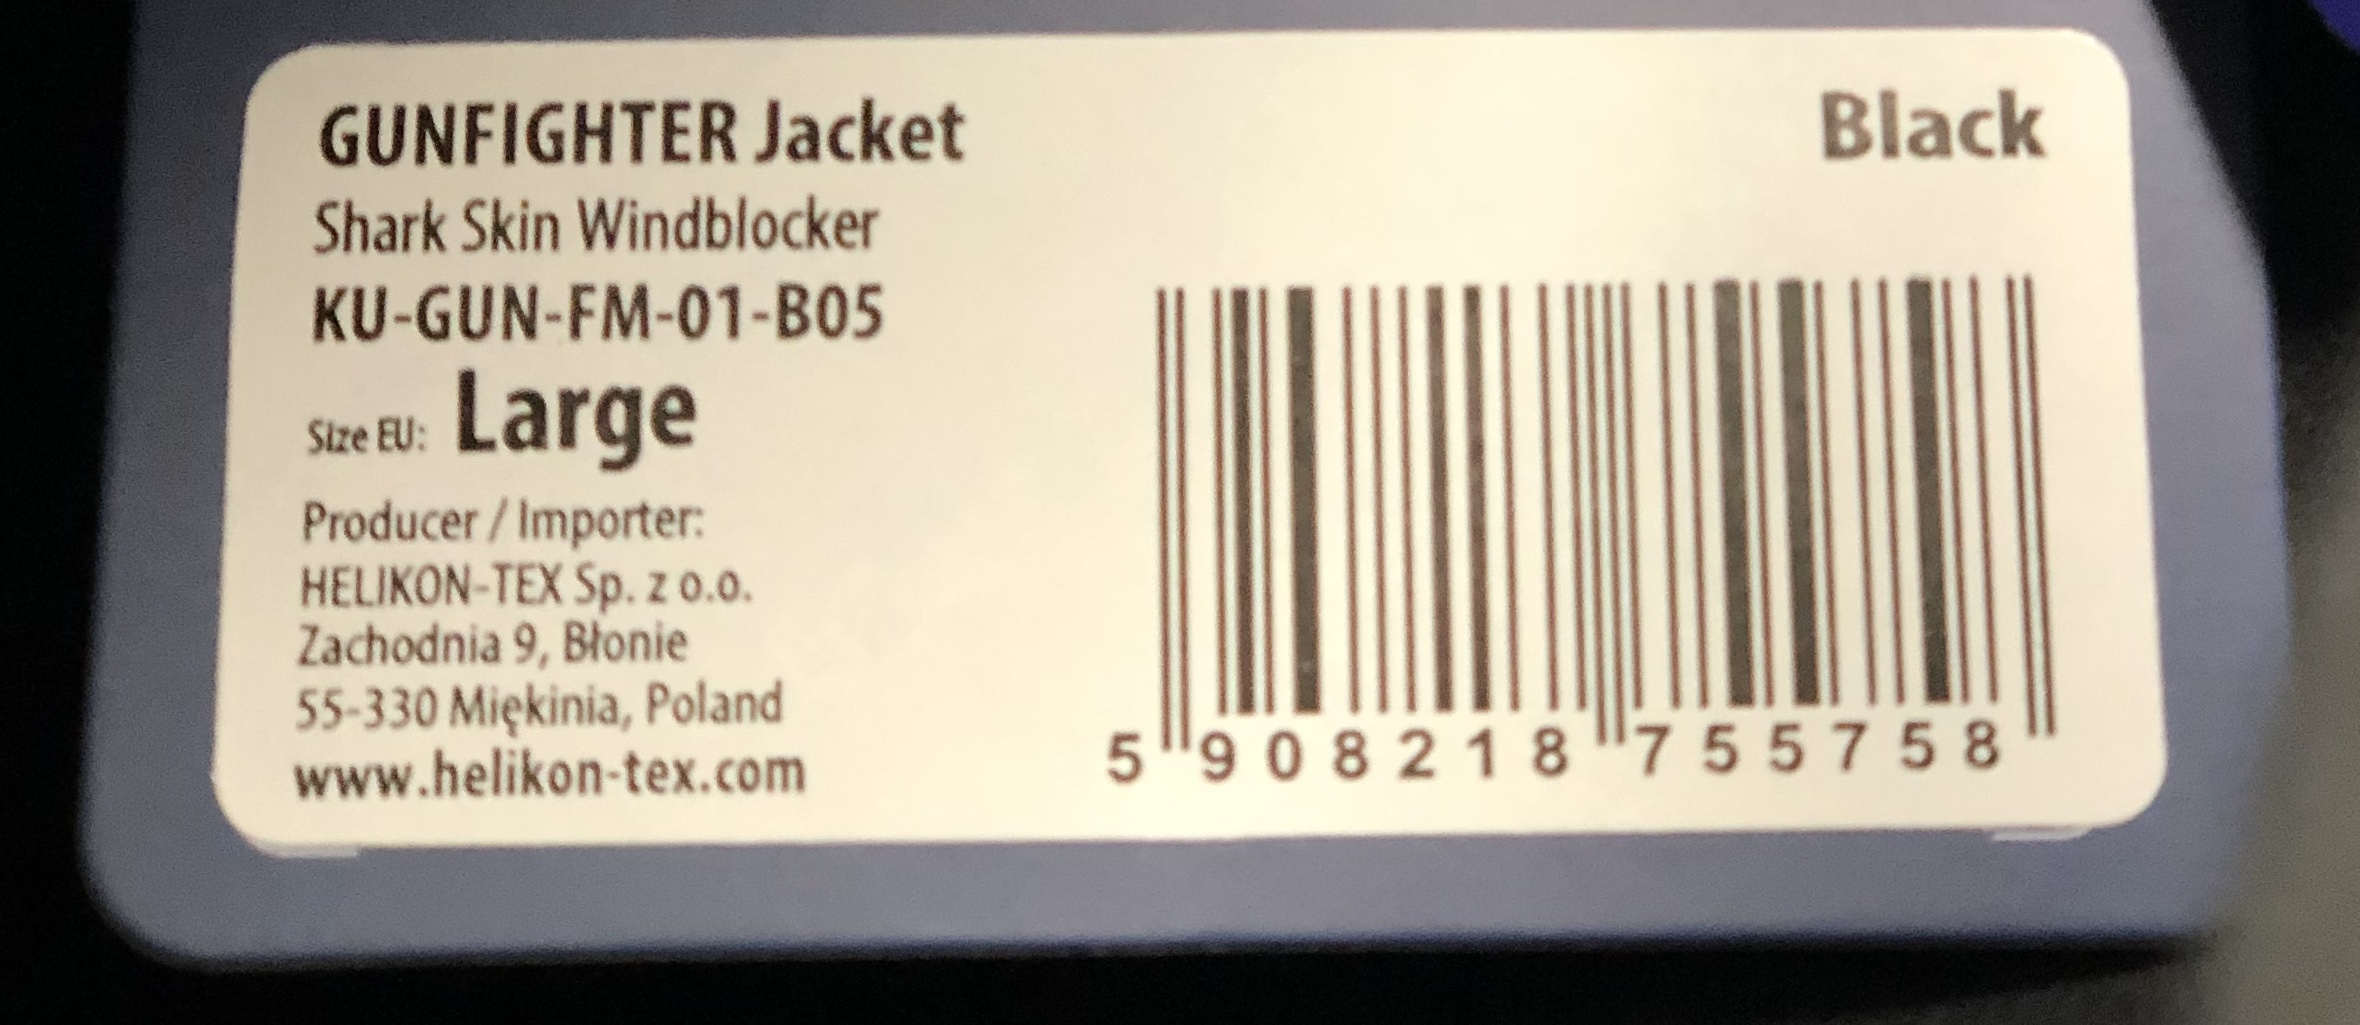 GUNFIGHTER Jacket
Black
Shark Skin Windblocker
KU-GUN-FM-01-B05
Size EU: Large
Producer / Importer:
HELIKON-TEX Sp. z o.o.
Zachodnia 9, Błonie
55-330 Miękinia, Poland
www.helikon-tex.com
5 908218 755758